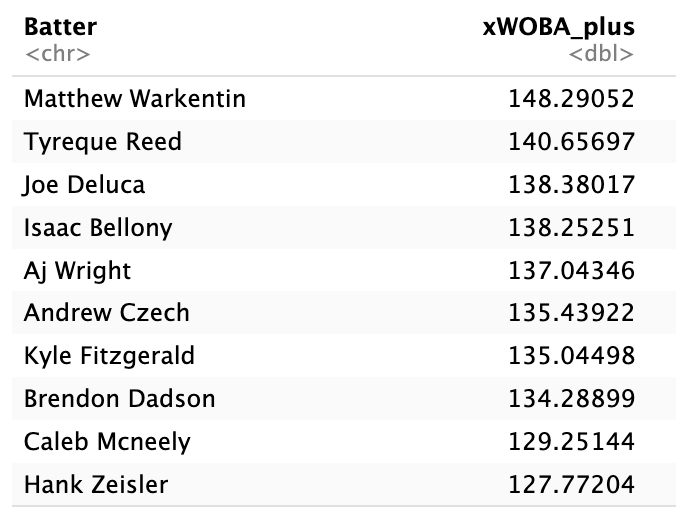 Batter xWOBA_plus
<chr> <dbl>
Matthew Warkentin 148.29052
Tyreque Reed 140.65697
Joe Deluca 138.38017
Isaac Bellony 138.25251
Aj Wright 137.04346
Andrew Czech 135.43922
Kyle Fitzgerald 135.04498
Brendon Dadson 134.28899
Caleb Mcneely 129.25144
Hank Zeisler 127.77204